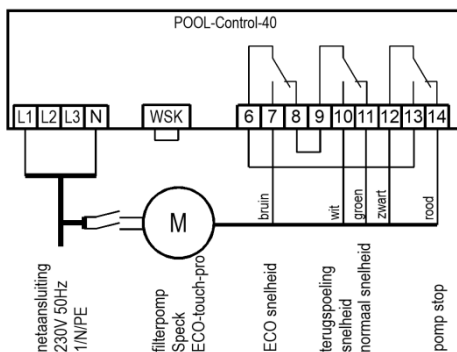 POOL-Control-40
L1 L2 L3 N WSK 6 7 8 9 10 11 12 13 14
bruin
wit
groen
zwart
rood
M
netaansluiting
230V 50Hz
1/N/PE
filterpomp
Speck
ECO-touch-pro
ECO snelheid
terugspoeling
snelheid
normaal snelheid
pomp stop